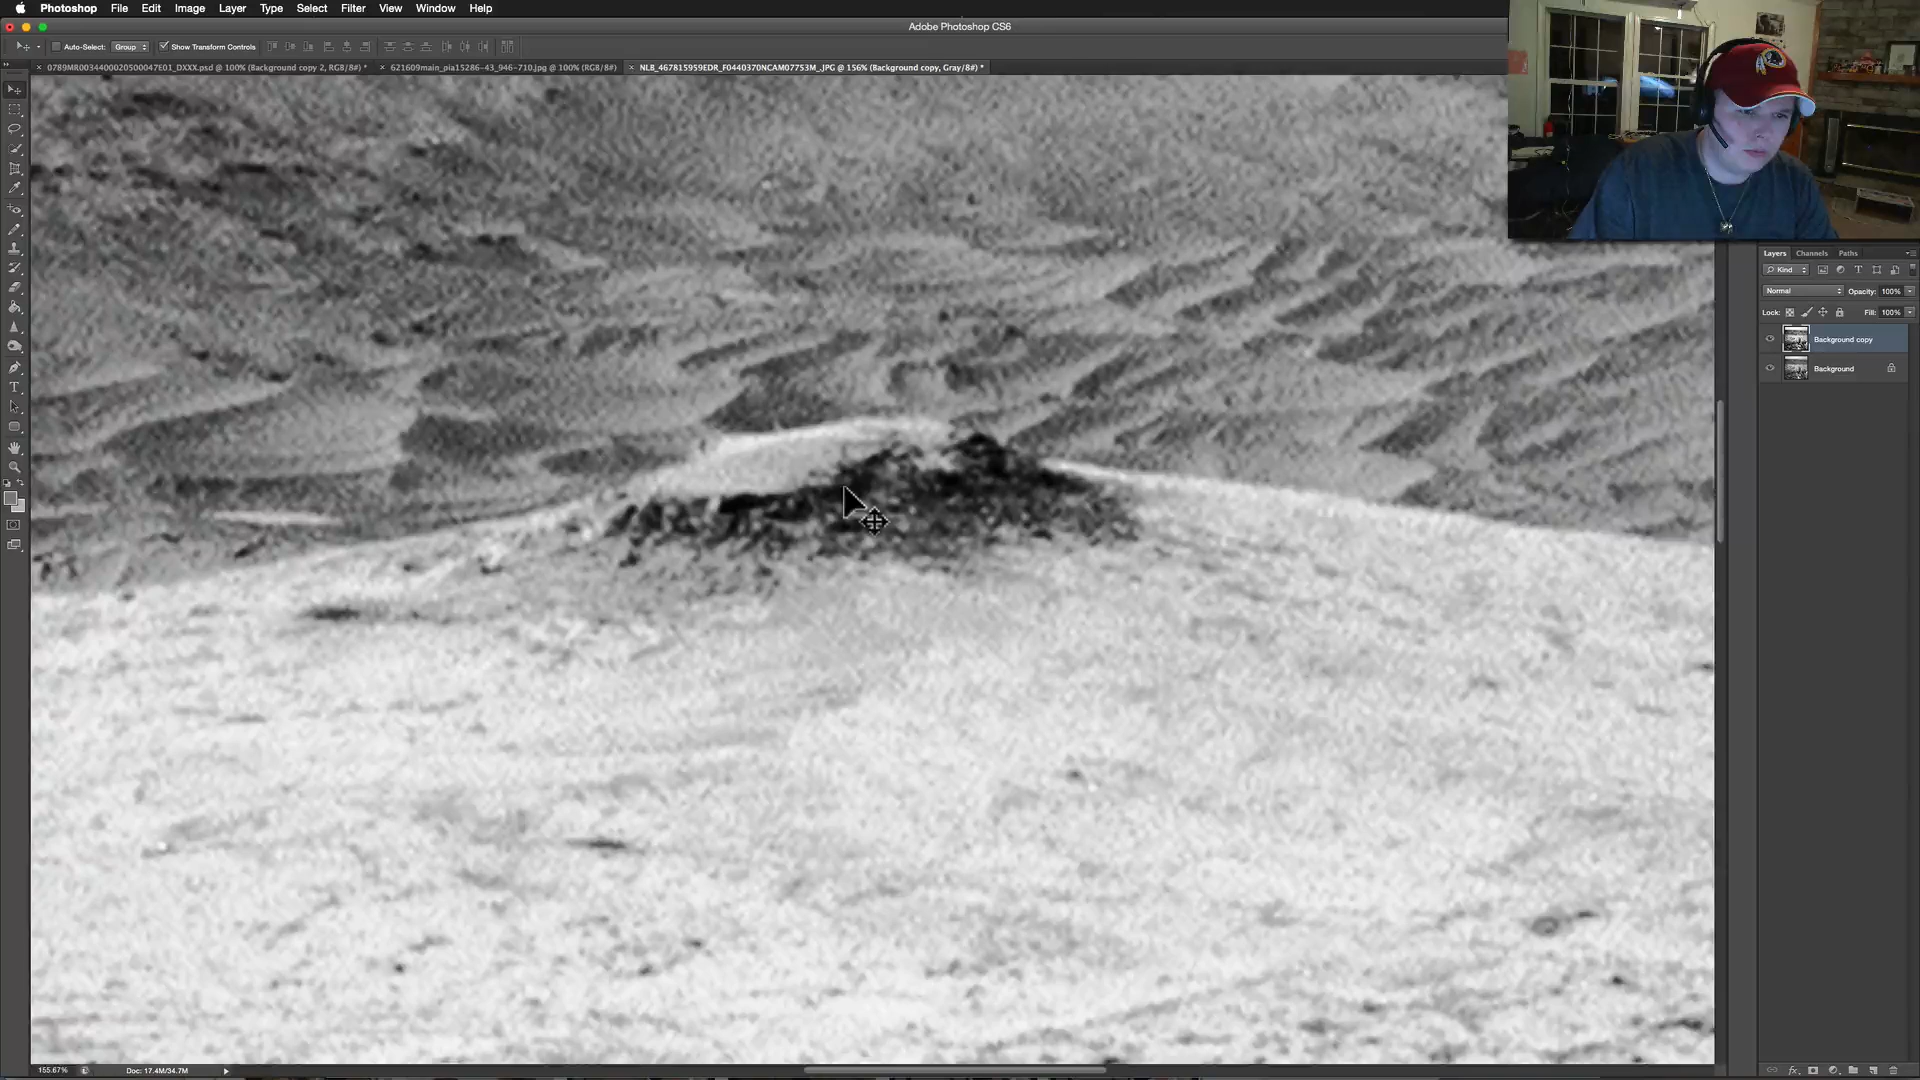 Photoshop File Edit Image Layer Type Select Filter View Window Help
Adobe Photoshop CS6
Auto-Select: Group Show Transform Controls
0789MR0034400020500047E01_DXXX.psd @ 100% (Background copy 2, RGB/8#) * 621609main_pia15286-43_946-710.jpg @ 100% (RGB/8#) NLB_467815959EDR_F0440370NCAM07753M_.JPG @ 156% (Background copy, Gray/8#) *
Layers Channels Paths
Kind
Normal Opacity: 100%
Lock: Fill: 100%
Background copy
Background
155.67% Doc: 17.4M/34.7M